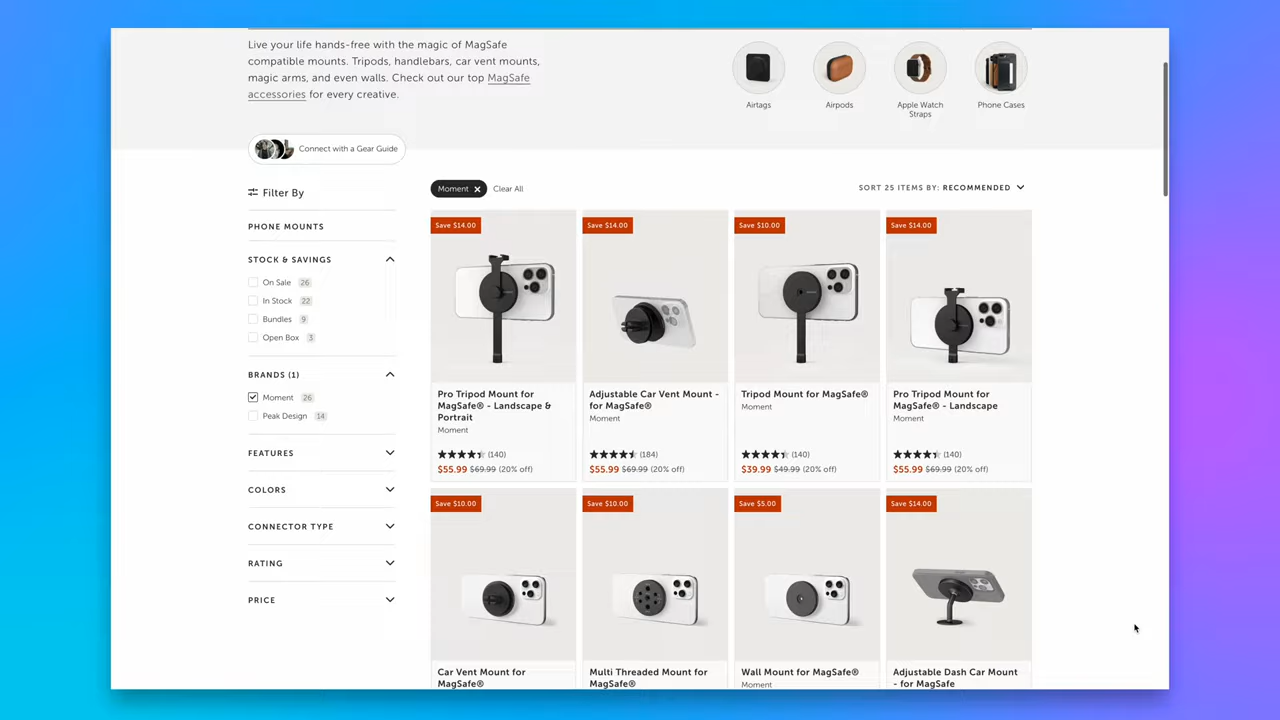 Live your life hands-free with the magic of MagSafe
compatible mounts. Tripods, handlebars, car vent mounts,
magic arms, and even walls. Check out our top MagSafe
accessories for every creative.
Airtags
Airpods
Apple Watch
Straps
Phone Cases
Connect with a Gear Guide
Filter By
PHONE MOUNTS
STOCK & SAVINGS
On Sale 26
In Stock 22
Bundles 9
Open Box 3
BRANDS (1)
Moment 26
Peak Design 14
FEATURES
COLORS
CONNECTOR TYPE
RATING
PRICE
Moment
Clear All
SORT 25 ITEMS BY: RECOMMENDED
Save $14.00
Pro Tripod Mount for
MagSafe® - Landscape &
Portrait
Moment
(140)
$55.99 $69.99 (20% off)
Save $14.00
Adjustable Car Vent Mount -
for MagSafe®
Moment
(184)
$55.99 $69.99 (20% off)
Save $10.00
Tripod Mount for MagSafe®
Moment
(140)
$39.99 $49.99 (20% off)
Save $14.00
Pro Tripod Mount for
MagSafe® - Landscape
Moment
(140)
$55.99 $69.99 (20% off)
Save $10.00
Car Vent Mount for
MagSafe®
Save $10.00
Multi Threaded Mount for
MagSafe®
Save $5.00
Wall Mount for MagSafe®
Moment
Save $14.00
Adjustable Dash Car Mount
- for MagSafe